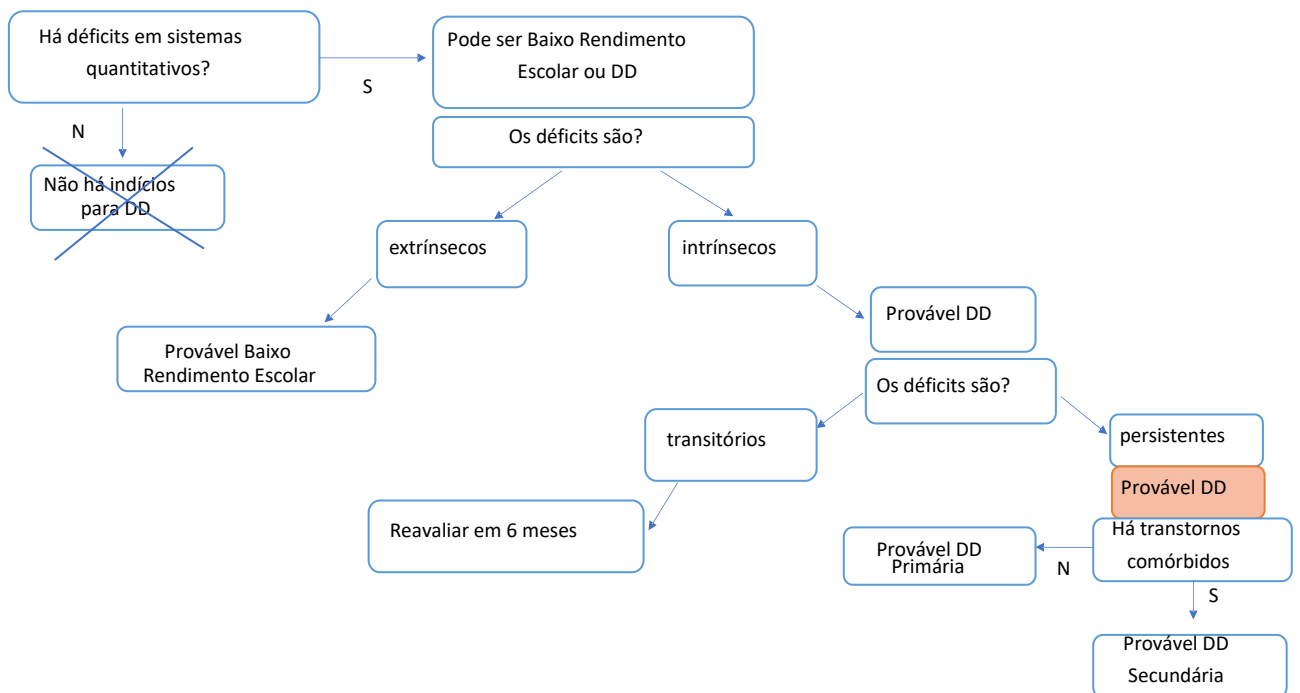 Há déficits em sistemas
quantitativos?
S
Pode ser Baixo Rendimento
Escolar ou DD
N
Os déficits são?
Não há indícios
para DD
extrínsecos
intrínsecos
Provável DD
Provável Baixo
Rendimento Escolar
Os déficits são?
transitórios
persistentes
Provável DD
Reavaliar em 6 meses
Há transtornos
comórbidos
N
Provável DD
Primária
S
Provável DD
Secundária